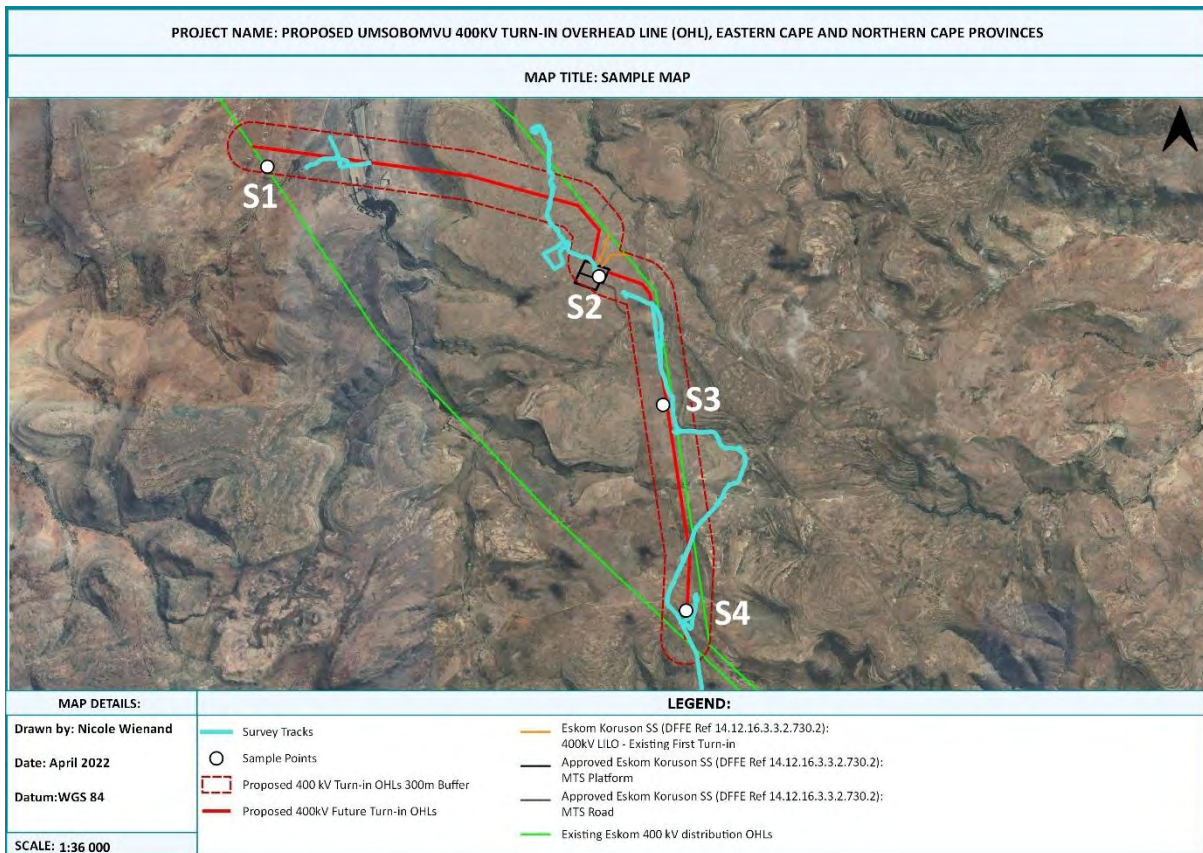 PROJECT NAME: PROPOSED UMSOBOMVU 400KV TURN-IN OVERHEAD LINE (OHL), EASTERN CAPE AND NORTHERN CAPE PROVINCES
MAP TITLE: SAMPLE MAP
S1
S2
S3
S4
MAP DETAILS:
Drawn by: Nicole Wienand
Date: April 2022
Datum:WGS 84
SCALE: 1:36 000
LEGEND:
Survey Tracks
Sample Points
Proposed 400 kV Turn-in OHLs 300m Buffer
Proposed 400kV Future Turn-in OHLs
Eskom Koruson SS (DFFE Ref 14.12.16.3.3.2.730.2):
400kV LILO - Existing First Turn-in
Approved Eskom Koruson SS (DFFE Ref 14.12.16.3.3.2.730.2):
MTS Platform
Approved Eskom Koruson SS (DFFE Ref 14.12.16.3.3.2.730.2):
MTS Road
Existing Eskom 400 kV distribution OHLs